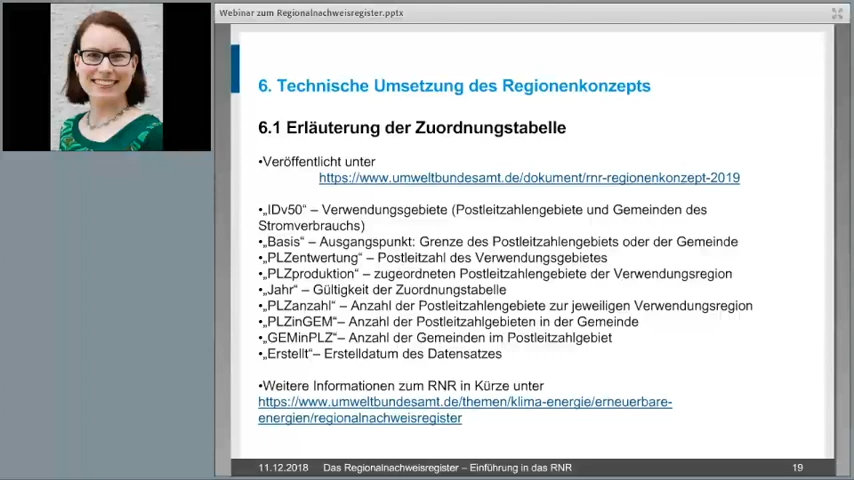 Webinar zum Regionalnachweisregister.pptx
6. Technische Umsetzung des Regionenkonzepts
6.1 Erläuterung der Zuordnungstabelle
•Veröffentlicht unter
https://www.umweltbundesamt.de/dokument/rnr-regionenkonzept-2019
•„IDv50“ – Verwendungsgebiete (Postleitzahlengebiete und Gemeinden des
Stromverbrauchs)
•„Basis“ – Ausgangspunkt: Grenze des Postleitzahlengebiets oder der Gemeinde
•„PLZentwertung“ – Postleitzahl des Verwendungsgebietes
•„PLZproduktion“ – zugeordneten Postleitzahlengebiete der Verwendungsregion
•„Jahr“ – Gültigkeit der Zuordnungstabelle
•„PLZanzahl“ – Anzahl der Postleitzahlengebiete zur jeweiligen Verwendungsregion
•„PLZinGEM“– Anzahl der Postleitzahlgebieten in der Gemeinde
•„GEMinPLZ“– Anzahl der Gemeinden im Postleitzahlgebiet
•„Erstellt“– Erstelldatum des Datensatzes
•Weitere Informationen zum RNR in Kürze unter
https://www.umweltbundesamt.de/themen/klima-energie/erneuerbare-
energien/regionalnachweisregister
11.12.2018 Das Regionalnachweisregister – Einführung in das RNR 19